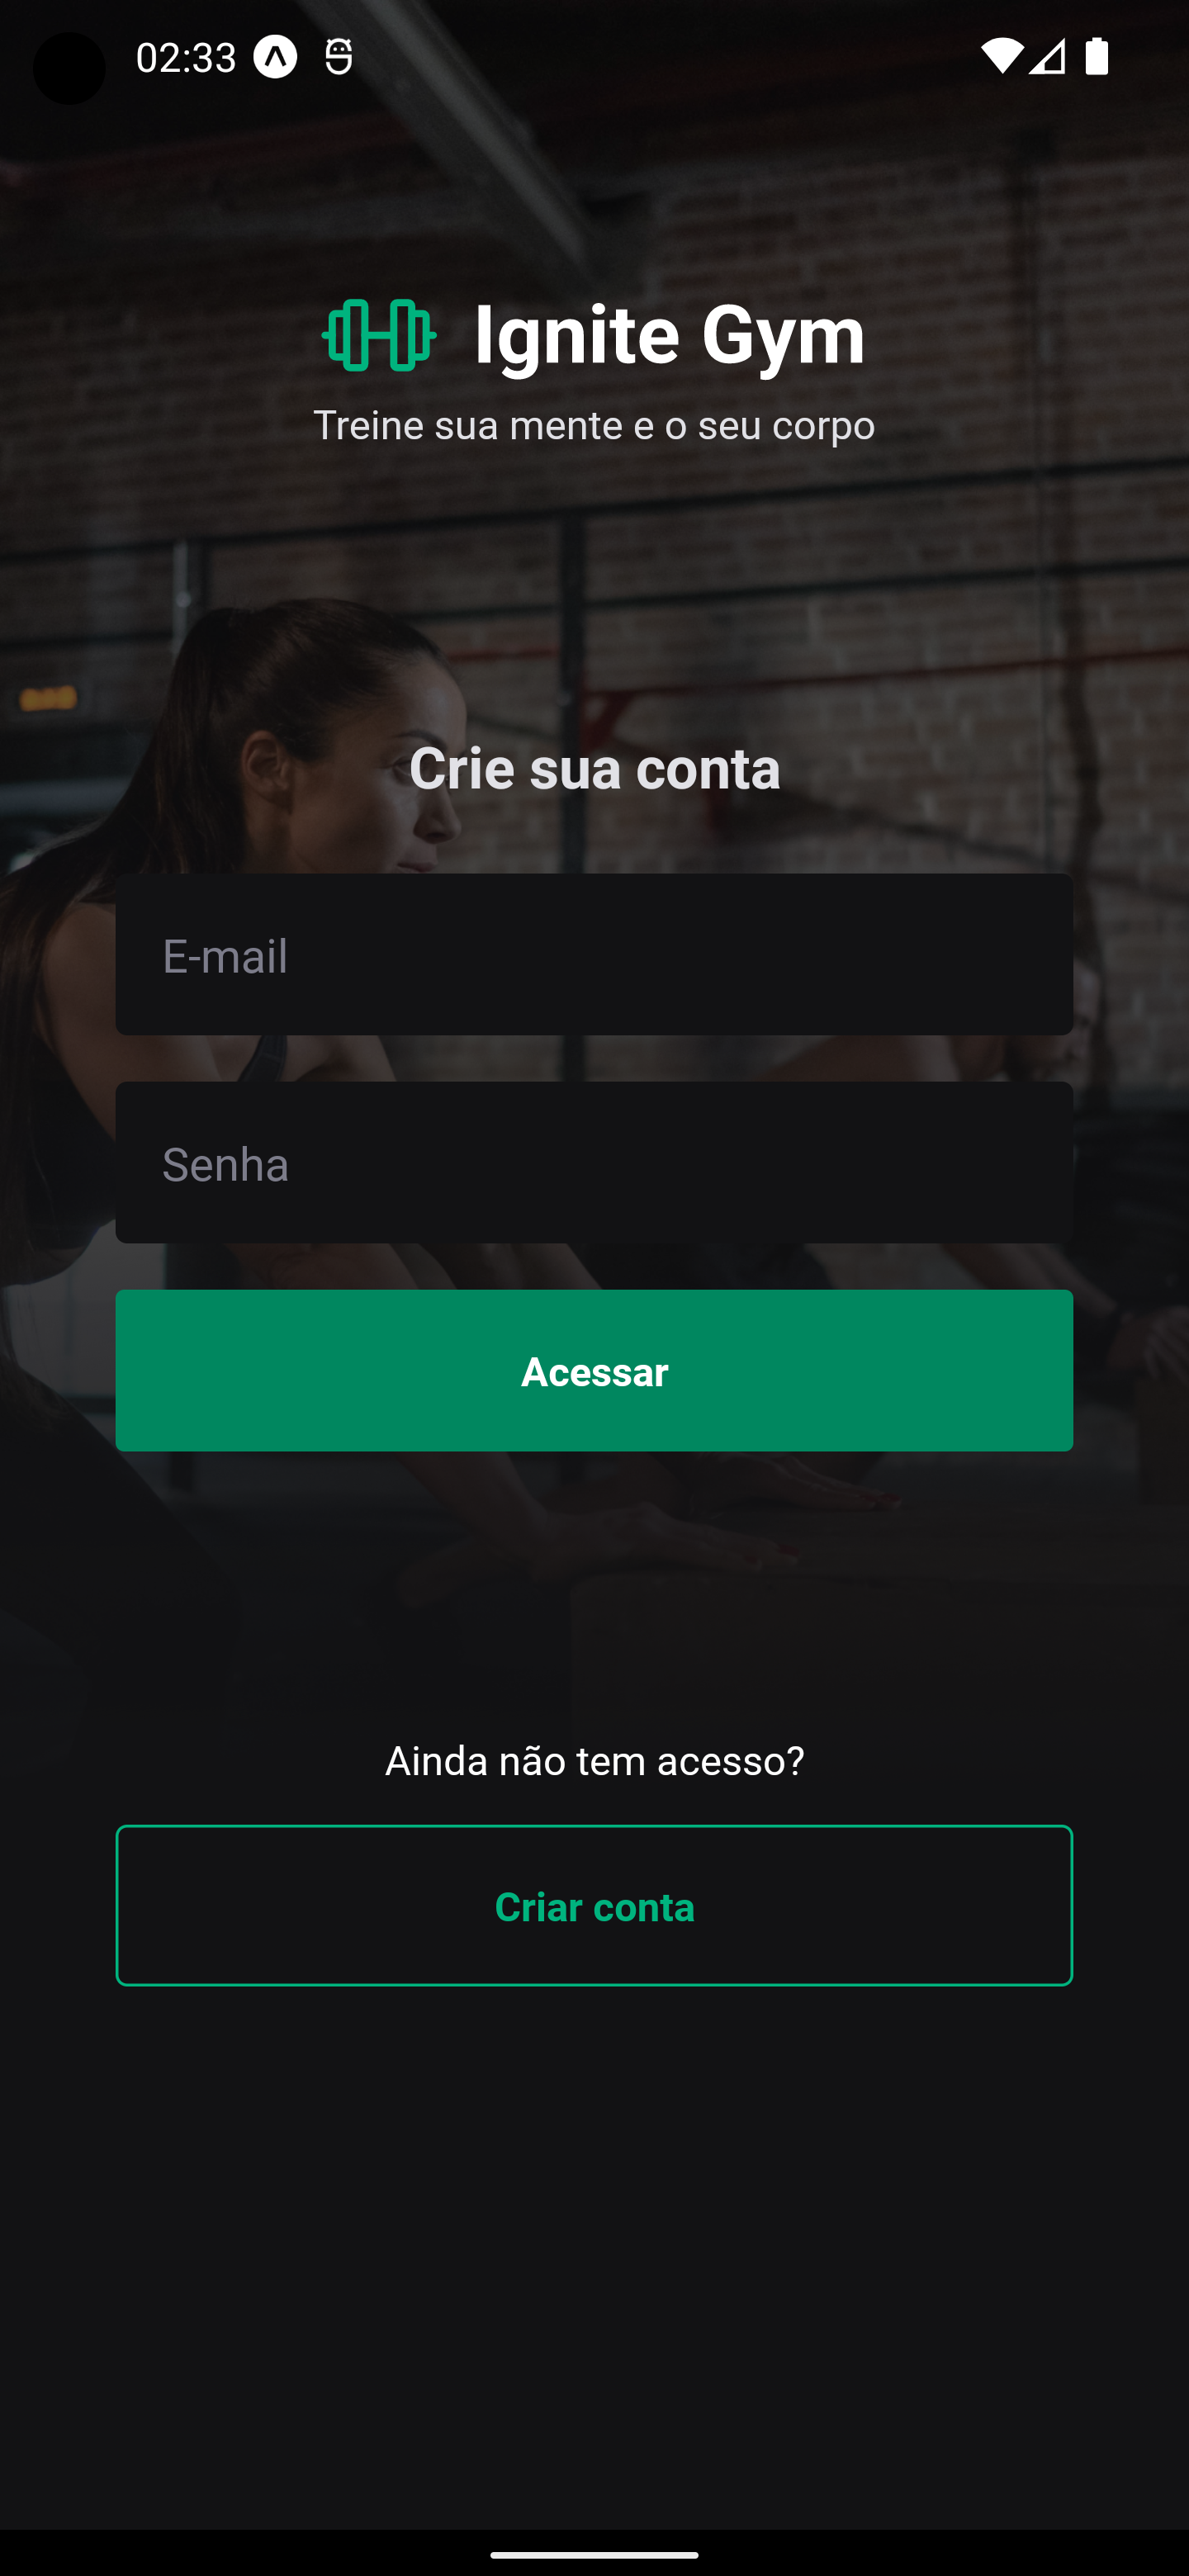 02:33
Ignite Gym
Treine sua mente e o seu corpo
Crie sua conta
E-mail
Senha
Acessar
Ainda não tem acesso?
Criar conta